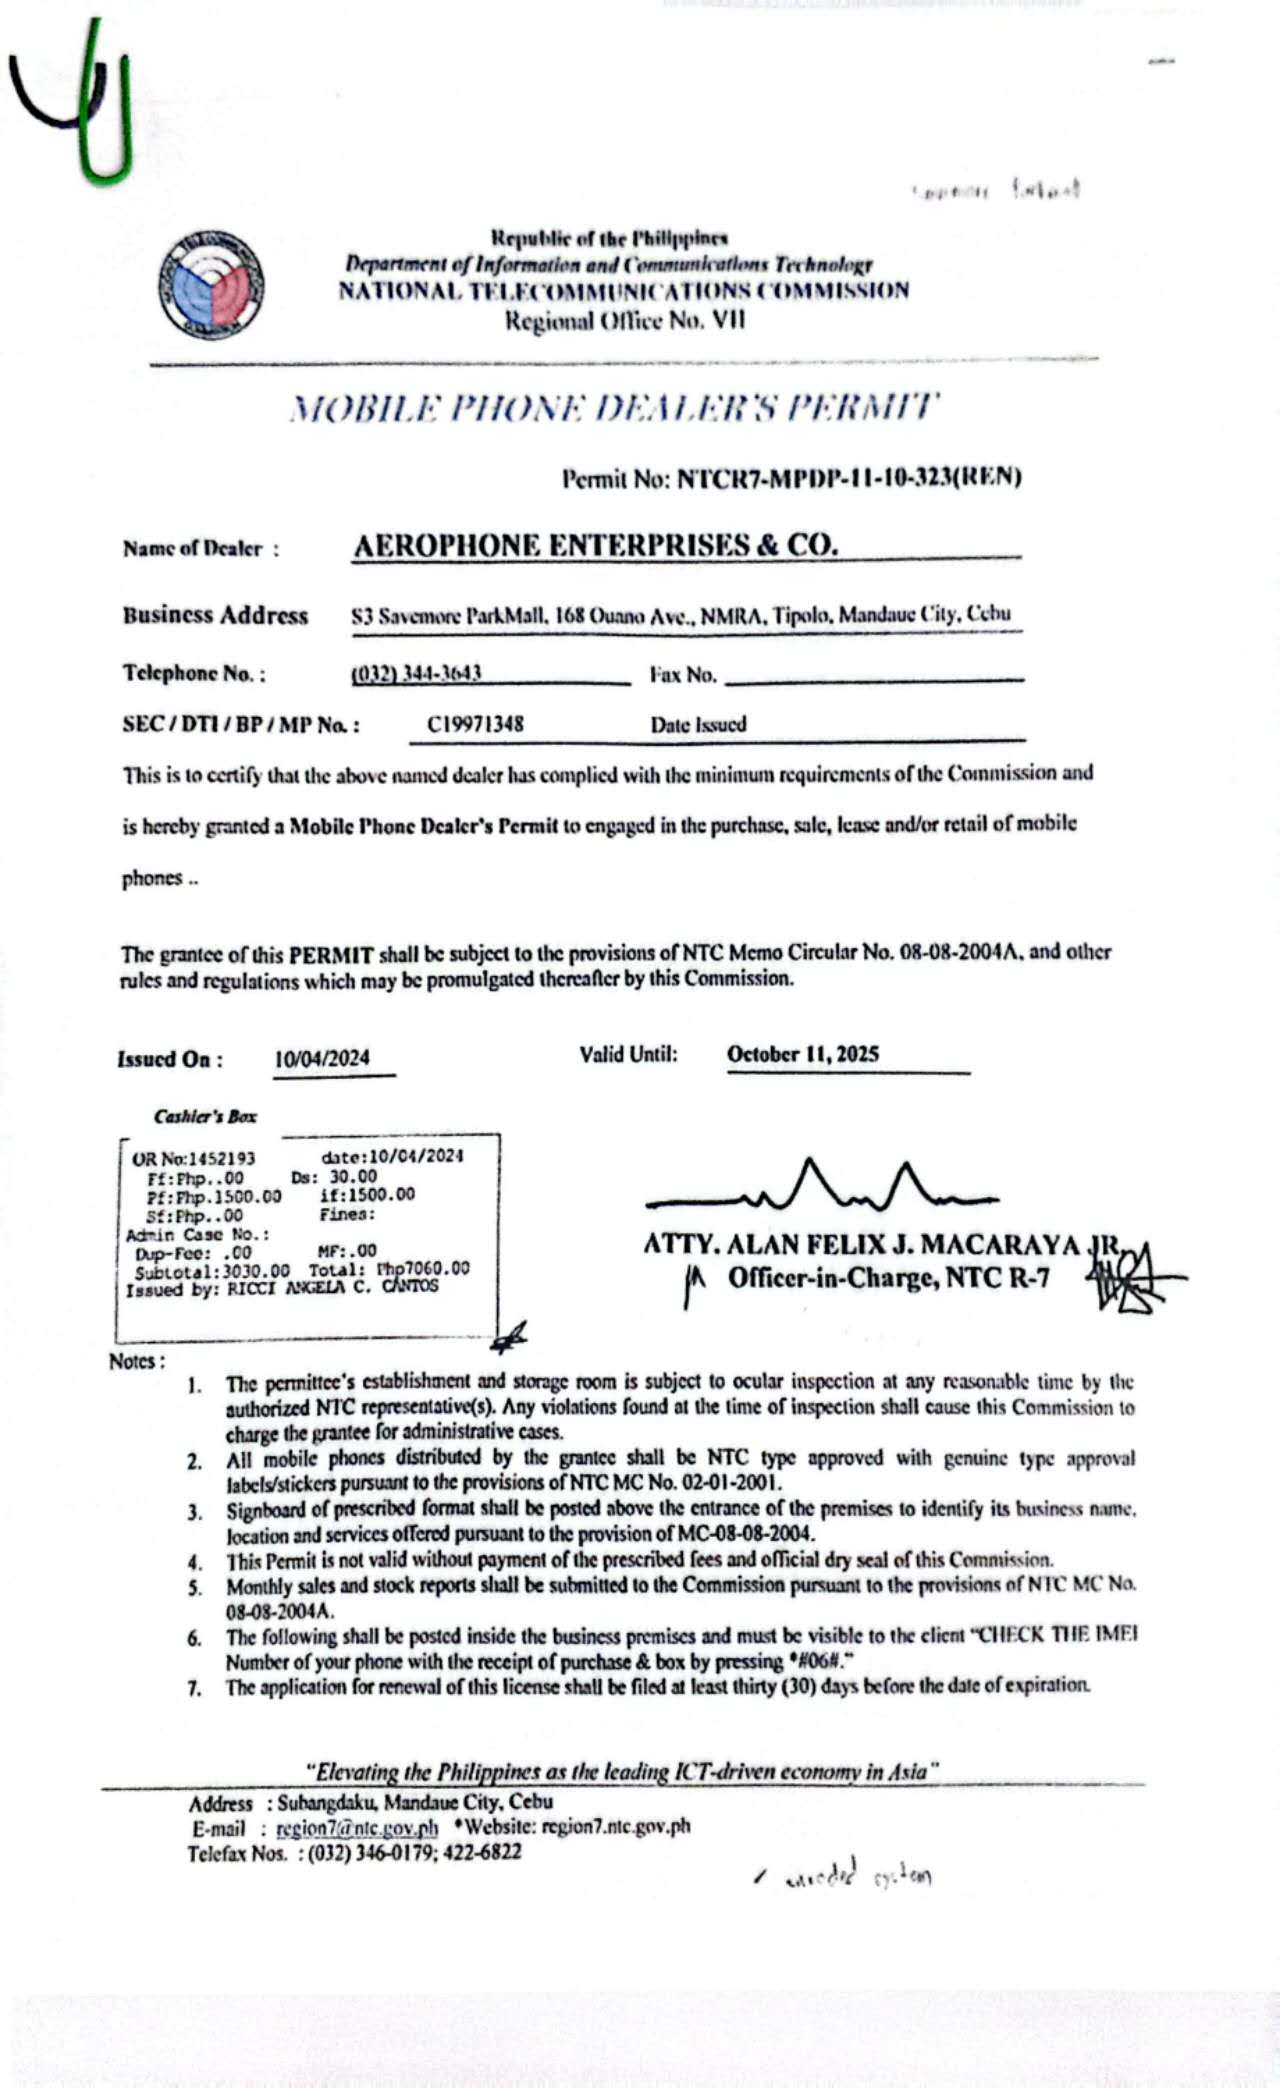 Republic of the Philippines
Department of Information and Communications Technology
NATIONAL TELECOMMUNICATIONS COMMISSION
Regional Office No. VII
MOBILE PHONE DEALER'S PERMIT
Permit No: NTCR7-MPDP-11-10-323(REN)
Name of Dealer : AEROPHONE ENTERPRISES & CO.
Business Address S3 Savemore ParkMall, 168 Ouano Ave., NMRA, Tipolo, Mandaue City, Cebu
Telephone No. : (032) 344-3643 Fax No.
SEC / DTI / BP / MP No. : C19971348 Date Issued
This is to certify that the above named dealer has complied with the minimum requirements of the Commission and
is hereby granted a Mobile Phone Dealer's Permit to engaged in the purchase, sale, lease and/or retail of mobile
phones ..
The grantee of this PERMIT shall be subject to the provisions of NTC Memo Circular No. 08-08-2004A, and other
rules and regulations which may be promulgated thereafter by this Commission.
Issued On : 10/04/2024 Valid Until: October 11, 2025
Cashier's Box
OR No:1452193 date:10/04/2024
Ff:Php..00 Ds: 30.00
Pf:Php.1500.00 if:1500.00
Sf:Php..00 Fines:
Admin Case No.:
Dup-Fee: .00 MF:.00
Subtotal:3030.00 Total: Php7060.00
Issued by: RICCI ANGELA C. CANTOS
ATTY. ALAN FELIX J. MACARAYA JR.
Officer-in-Charge, NTC R-7
Notes :
1. The permittee's establishment and storage room is subject to ocular inspection at any reasonable time by the
authorized NTC representative(s). Any violations found at the time of inspection shall cause this Commission to
charge the grantee for administrative cases.
2. All mobile phones distributed by the grantee shall be NTC type approved with genuine type approval
labels/stickers pursuant to the provisions of NTC MC No. 02-01-2001.
3. Signboard of prescribed format shall be posted above the entrance of the premises to identify its business name,
location and services offered pursuant to the provision of MC-08-08-2004.
4. This Permit is not valid without payment of the prescribed fees and official dry seal of this Commission.
5. Monthly sales and stock reports shall be submitted to the Commission pursuant to the provisions of NTC MC No.
08-08-2004A.
6. The following shall be posted inside the business premises and must be visible to the client "CHECK THE IMEI
Number of your phone with the receipt of purchase & box by pressing *#06#."
7. The application for renewal of this license shall be filed at least thirty (30) days before the date of expiration.
"Elevating the Philippines as the leading ICT-driven economy in Asia"
Address : Subangdaku, Mandaue City, Cebu
E-mail : region7@ntc.gov.ph *Website: region7.ntc.gov.ph
Telefax Nos. : (032) 346-0179; 422-6822
system